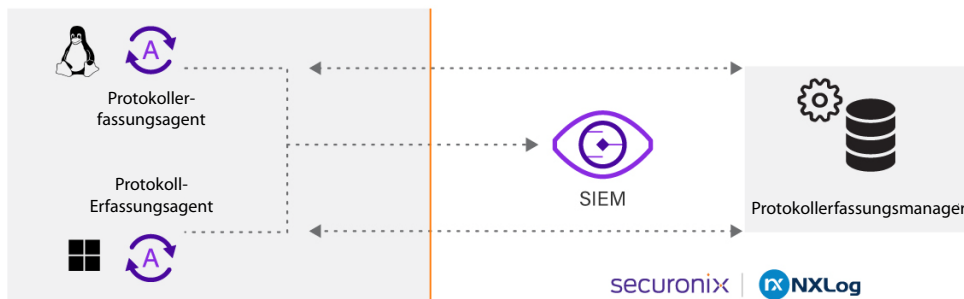 A
Protokoller-
fassungsagent
Protokoll-
Erfassungsagent
A
SIEM
Protokollerfassungsmanager
securonix
NXLog